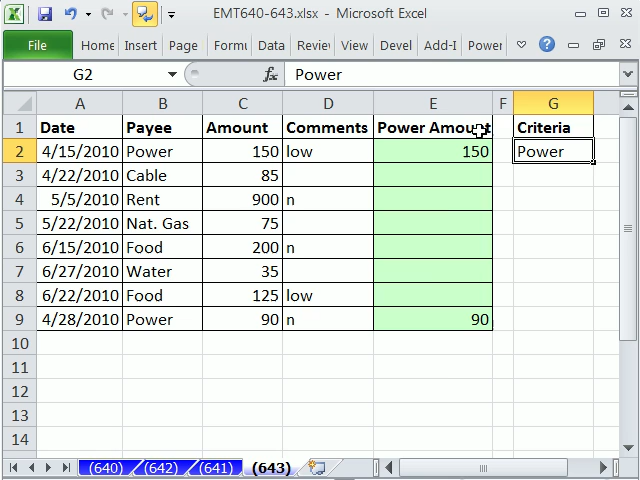 EMT640-643.xlsx - Microsoft Excel
File Home Insert Page Formu Data Reviev View Devel Add-I Power
G2 fx Power
A B C D E F G
1 Date Payee Amount Comments Power Amount Criteria
2 4/15/2010 Power 150 low 150 Power
3 4/22/2010 Cable 85
4 5/5/2010 Rent 900 n
5 5/22/2010 Nat. Gas 75
6 6/15/2010 Food 200 n
7 6/27/2010 Water 35
8 6/22/2010 Food 125 low
9 4/28/2010 Power 90 n 90
10
11
12
13
14
(640) (642) (641) (643)